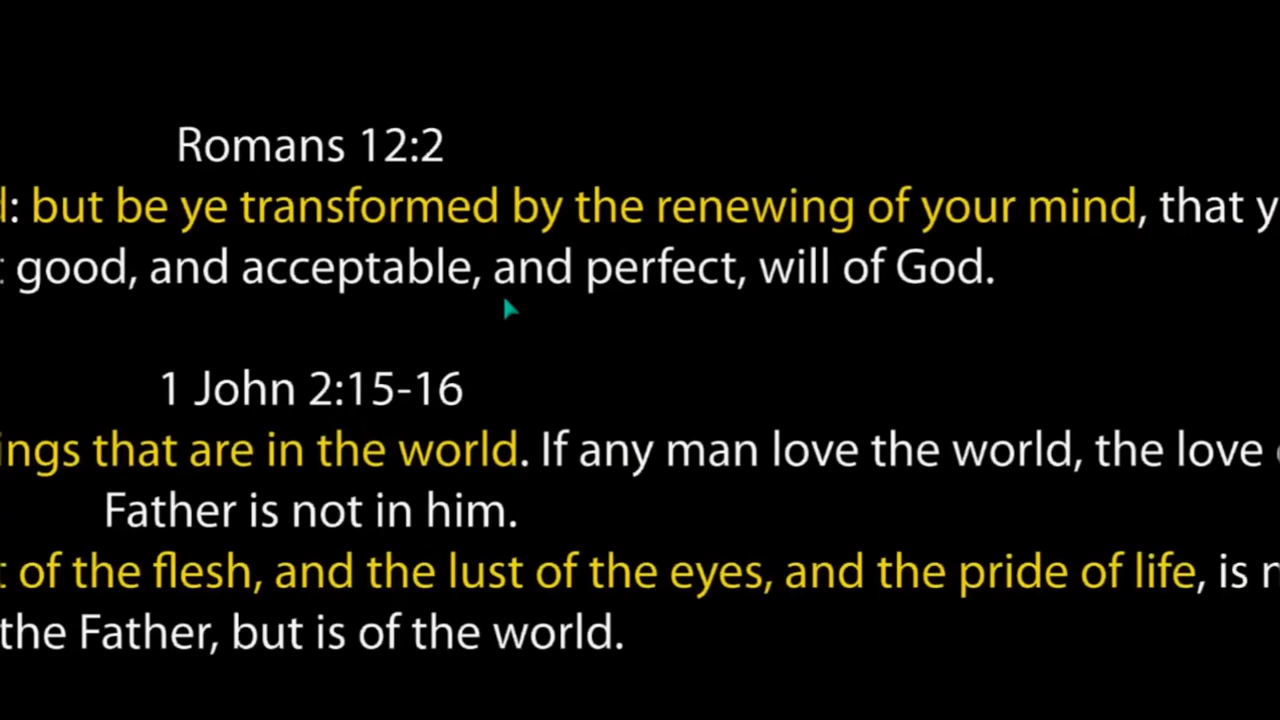 Romans 12:2
: but be ye transformed by the renewing of your mind, that
good, and acceptable, and perfect, will of God.
1 John 2:15-16
ings that are in the world. If any man love the world, the love
Father is not in him.
of the flesh, and the lust of the eyes, and the pride of life, is
the Father, but is of the world.